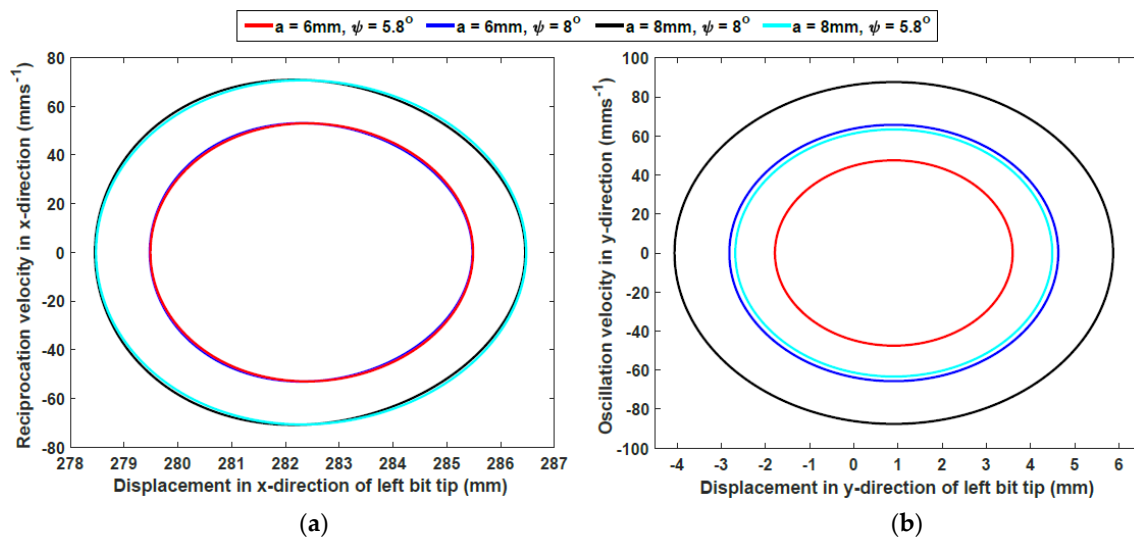 a = 6mm, ψ = 5.8° a = 6mm, ψ = 8° a = 8mm, ψ = 8° a = 8mm, ψ = 5.8°
Reciprocation velocity in x-direction (mms⁻¹)
80
60
40
20
0
-20
-40
-60
-80
278 279 280 281 282 283 284 285 286 287
Displacement in x-direction of left bit tip (mm)
(a)
Oscillation velocity in y-direction (mms⁻¹)
100
80
60
40
20
0
-20
-40
-60
-80
-100
-4 -3 -2 -1 0 1 2 3 4 5 6
Displacement in y-direction of left bit tip (mm)
(b)